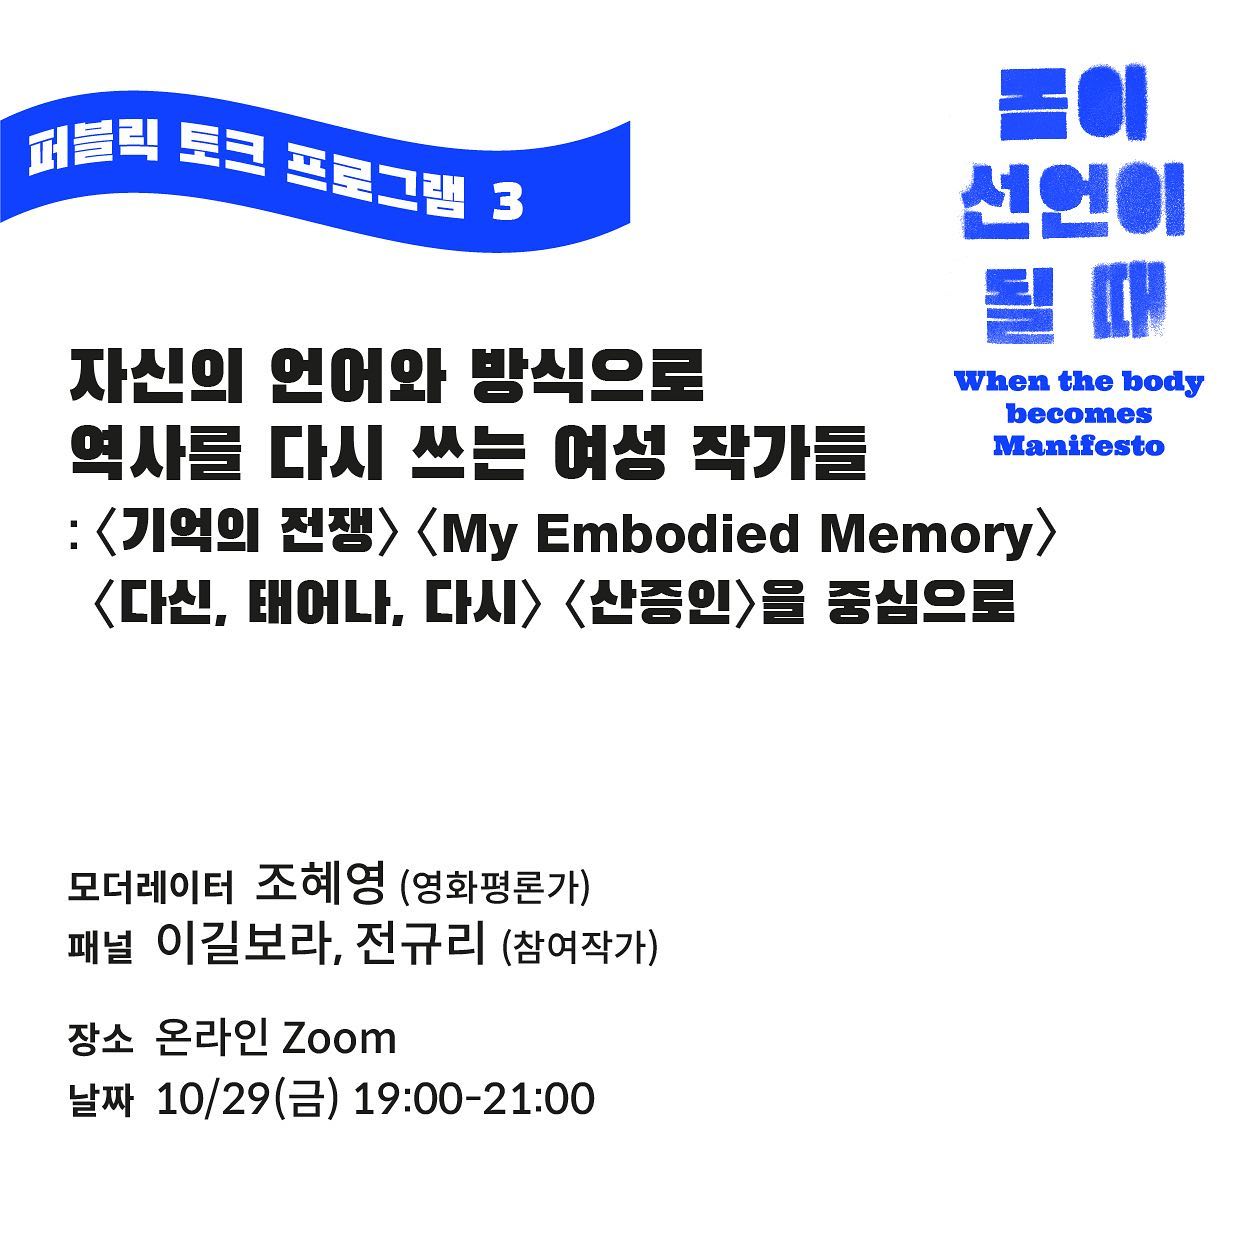 퍼블릭 토크 프로그램 3
몸이
선언이
될 때
When the body
becomes
Manifesto
자신의 언어와 방식으로
역사를 다시 쓰는 여성 작가들
: 〈기억의 전쟁〉 〈My Embodied Memory〉
〈다신, 태어나, 다시〉 〈산증인〉을 중심으로
모더레이터 조혜영 (영화평론가)
패널 이길보라, 전규리 (참여작가)
장소 온라인 Zoom
날짜 10/29(금) 19:00-21:00